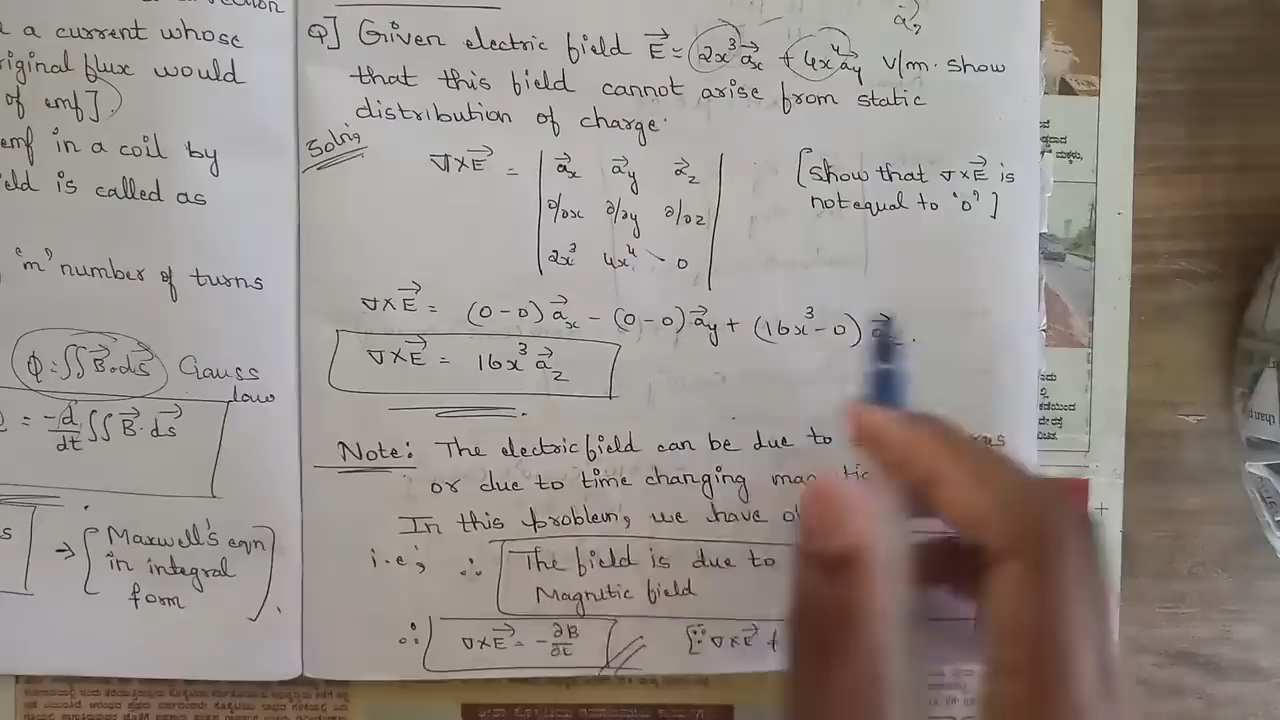 a current whose
riginal flux would
of emf]
emf in a coil by
eld is called as
'm' number of turns
Φ = ∫∫ B⃗ · ds⃗ Gauss
law
= -d/dt ∫∫ B⃗ · ds⃗
s → [Maxwell's eqn
in integral
form].
Q] Given electric field E⃗ = 2x³ a⃗x + 4x⁴ a⃗y V/m. show
that this field cannot arise from static
distribution of charge.
Soln;
∇×E⃗ = | a⃗x a⃗y a⃗z | [show that ∇×E⃗ is
∂/∂x ∂/∂y ∂/∂z not equal to '0']
2x³ 4x⁴ 0
∇×E⃗ = (0-0) a⃗x - (0-0) a⃗y + (16x³-0)
∇×E⃗ = 16x³ a⃗z
Note: The electric field can be due to
or due to time changing
In this problem, we have
i.e; ∴ The field is due to
Magnetic field
∴ ∇×E⃗ = -∂B/∂t [∵ ∇×E⃗